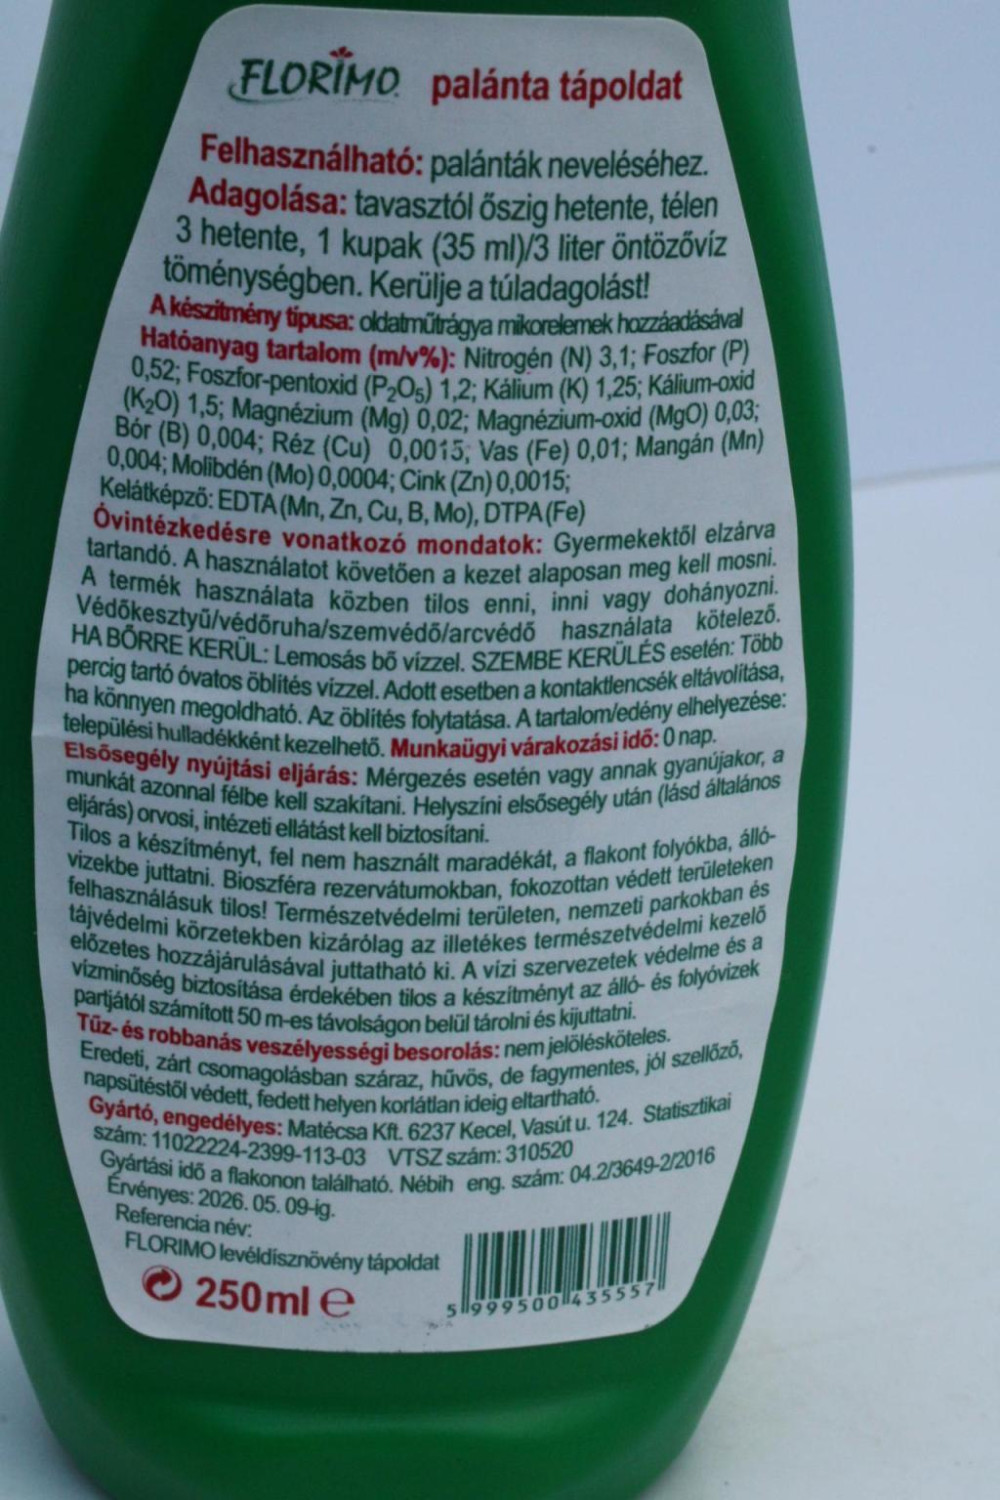 FLORIMO palánta tápoldat
Felhasználható: palánták neveléséhez.
Adagolása: tavasztól őszig hetente, télen
3 hetente, 1 kupak (35 ml)/3 liter öntözővíz
töménységben. Kerülje a túladagolást!
A készítmény típusa: oldatműtrágya mikorelemek hozzáadásával
Hatóanyag tartalom (m/v%): Nitrogén (N) 3,1; Foszfor (P)
0,52; Foszfor-pentoxid (P₂O₅) 1,2; Kálium (K) 1,25; Kálium-oxid
(K₂O) 1,5; Magnézium (Mg) 0,02; Magnézium-oxid (MgO) 0,03;
Bór (B) 0,004; Réz (Cu) 0,0015; Vas (Fe) 0,01; Mangán (Mn)
0,004; Molibdén (Mo) 0,0004; Cink (Zn) 0,0015;
Kelátképző: EDTA (Mn, Zn, Cu, B, Mo), DTPA (Fe)
Óvintézkedésre vonatkozó mondatok: Gyermekektől elzárva
tartandó. A használatot követően a kezet alaposan meg kell mosni.
A termék használata közben tilos enni, inni vagy dohányozni.
Védőkesztyű/védőruha/szemvédő/arcvédő használata kötelező.
HA BŐRRE KERÜL: Lemosás bő vízzel. SZEMBE KERÜLÉS esetén: Több
percig tartó óvatos öblítés vízzel. Adott esetben a kontaktlencsék eltávolítása,
ha könnyen megoldható. Az öblítés folytatása. A tartalom/edény elhelyezése:
települési hulladékként kezelhető. Munkaügyi várakozási idő: 0 nap.
Elsősegély nyújtási eljárás: Mérgezés esetén vagy annak gyanújakor, a
munkát azonnal félbe kell szakítani. Helyszíni elsősegély után (lásd általános
eljárás) orvosi, intézeti ellátást kell biztosítani.
Tilos a készítményt, fel nem használt maradékát, a flakont folyókba, álló-
vizekbe juttatni. Bioszféra rezervátumokban, fokozottan védett területeken
felhasználásuk tilos! Természetvédelmi területen, nemzeti parkokban és
tájvédelmi körzetekben kizárólag az illetékes természetvédelmi kezelő
előzetes hozzájárulásával juttatható ki. A vízi szervezetek védelme és a
vízminőség biztosítása érdekében tilos a készítményt az álló- és folyóvizek
partjától számított 50 m-es távolságon belül tárolni és kijuttatni.
Tűz- és robbanás veszélyességi besorolás: nem jelölésköteles.
Eredeti, zárt csomagolásban száraz, hűvös, de fagymentes, jól szellőző,
napsütéstől védett, fedett helyen korlátlan ideig eltartható.
Gyártó, engedélyes: Matécsa Kft. 6237 Kecel, Vasút u. 124. Statisztikai
szám: 11022224-2399-113-03 VTSZ szám: 310520
Gyártási idő a flakonon található. Nébih eng. szám: 04.2/3649-2/2016
Érvényes: 2026. 05. 09-ig.
Referencia név:
FLORIMO levéldísznövény tápoldat
250 ml e
5 999500 435557